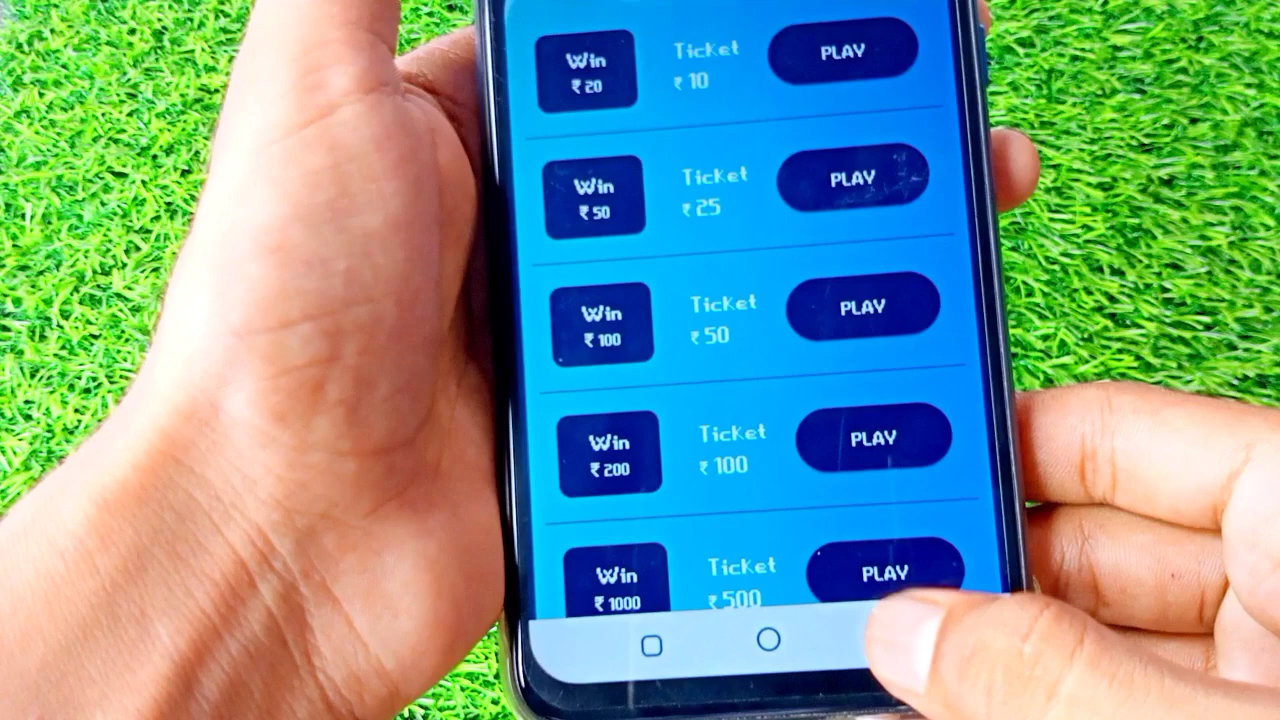 Win
₹ 20
Ticket
₹ 10
PLAY
Win
₹ 50
Ticket
₹ 25
PLAY
Win
₹ 100
Ticket
₹ 50
PLAY
Win
₹ 200
Ticket
₹ 100
PLAY
Win
₹ 1000
Ticket
₹ 500
PLAY